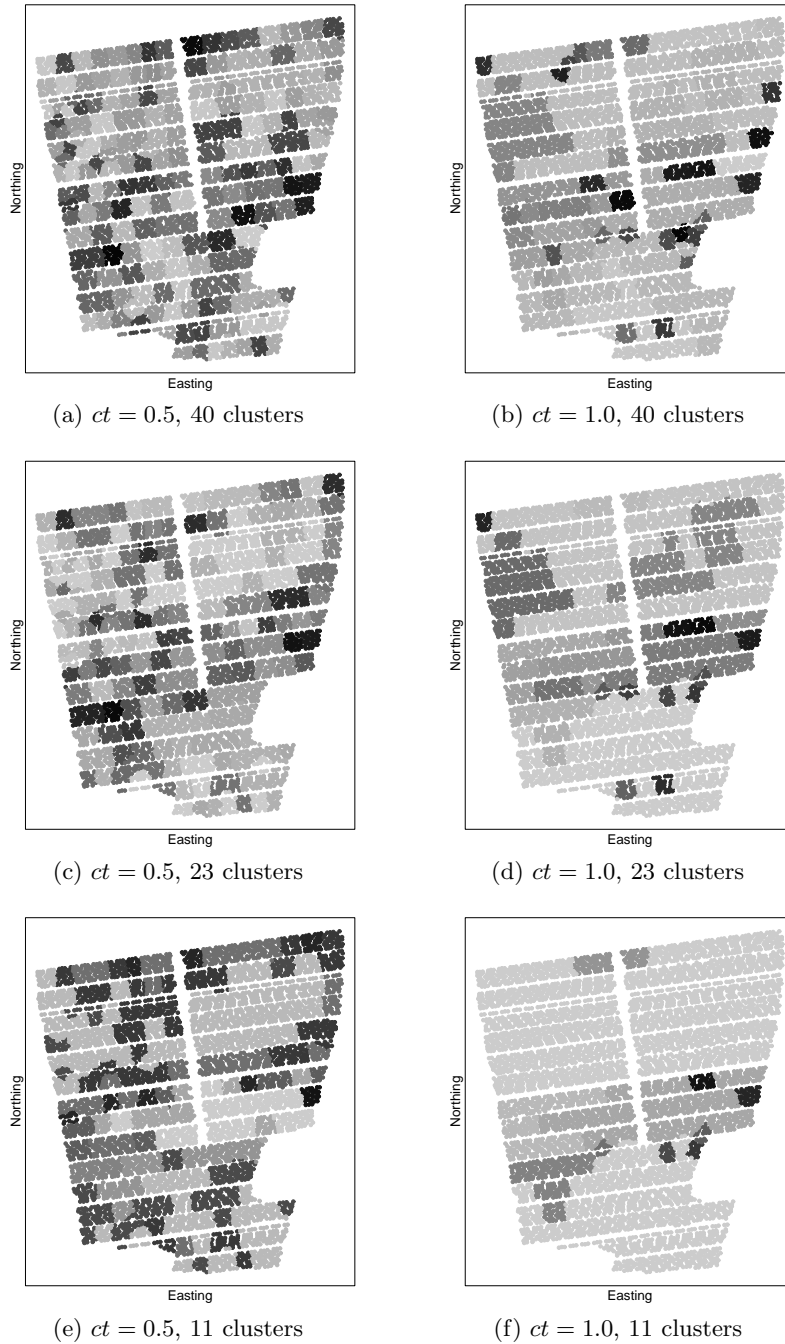 Northing
Northing
Easting
Easting
(a) ct = 0.5, 40 clusters
(b) ct = 1.0, 40 clusters
Northing
Northing
Easting
Easting
(c) ct = 0.5, 23 clusters
(d) ct = 1.0, 23 clusters
Northing
Northing
Easting
Easting
(e) ct = 0.5, 11 clusters
(f) ct = 1.0, 11 clusters